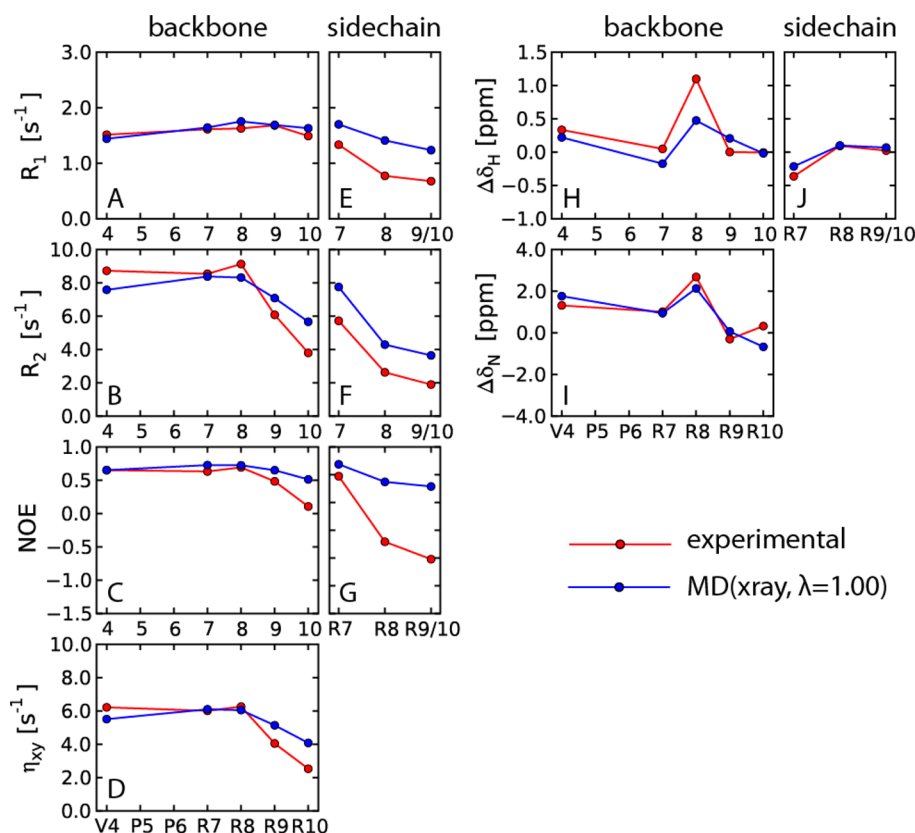 backbone
sidechain
backbone
sidechain
R1 [s-1]
3.0
2.0
1.0
0.0
A
4 5 6 7 8 9 10
E
7 8 9/10
ΔδH [ppm]
1.5
1.0
0.5
0.0
−0.5
−1.0
H
4 5 6 7 8 9 10
J
R7 R8 R9/10
R2 [s-1]
10.0
8.0
6.0
4.0
2.0
0.0
B
4 5 6 7 8 9 10
F
7 8 9/10
ΔδN [ppm]
4.0
2.0
0.0
−2.0
−4.0
I
V4 P5 P6 R7 R8 R9 R10
NOE
1.0
0.5
0.0
−0.5
−1.0
−1.5
C
4 5 6 7 8 9 10
G
R7 R8 R9/10
experimental
MD(xray, λ=1.00)
ηxy [s-1]
10.0
8.0
6.0
4.0
2.0
0.0
D
V4 P5 P6 R7 R8 R9 R10